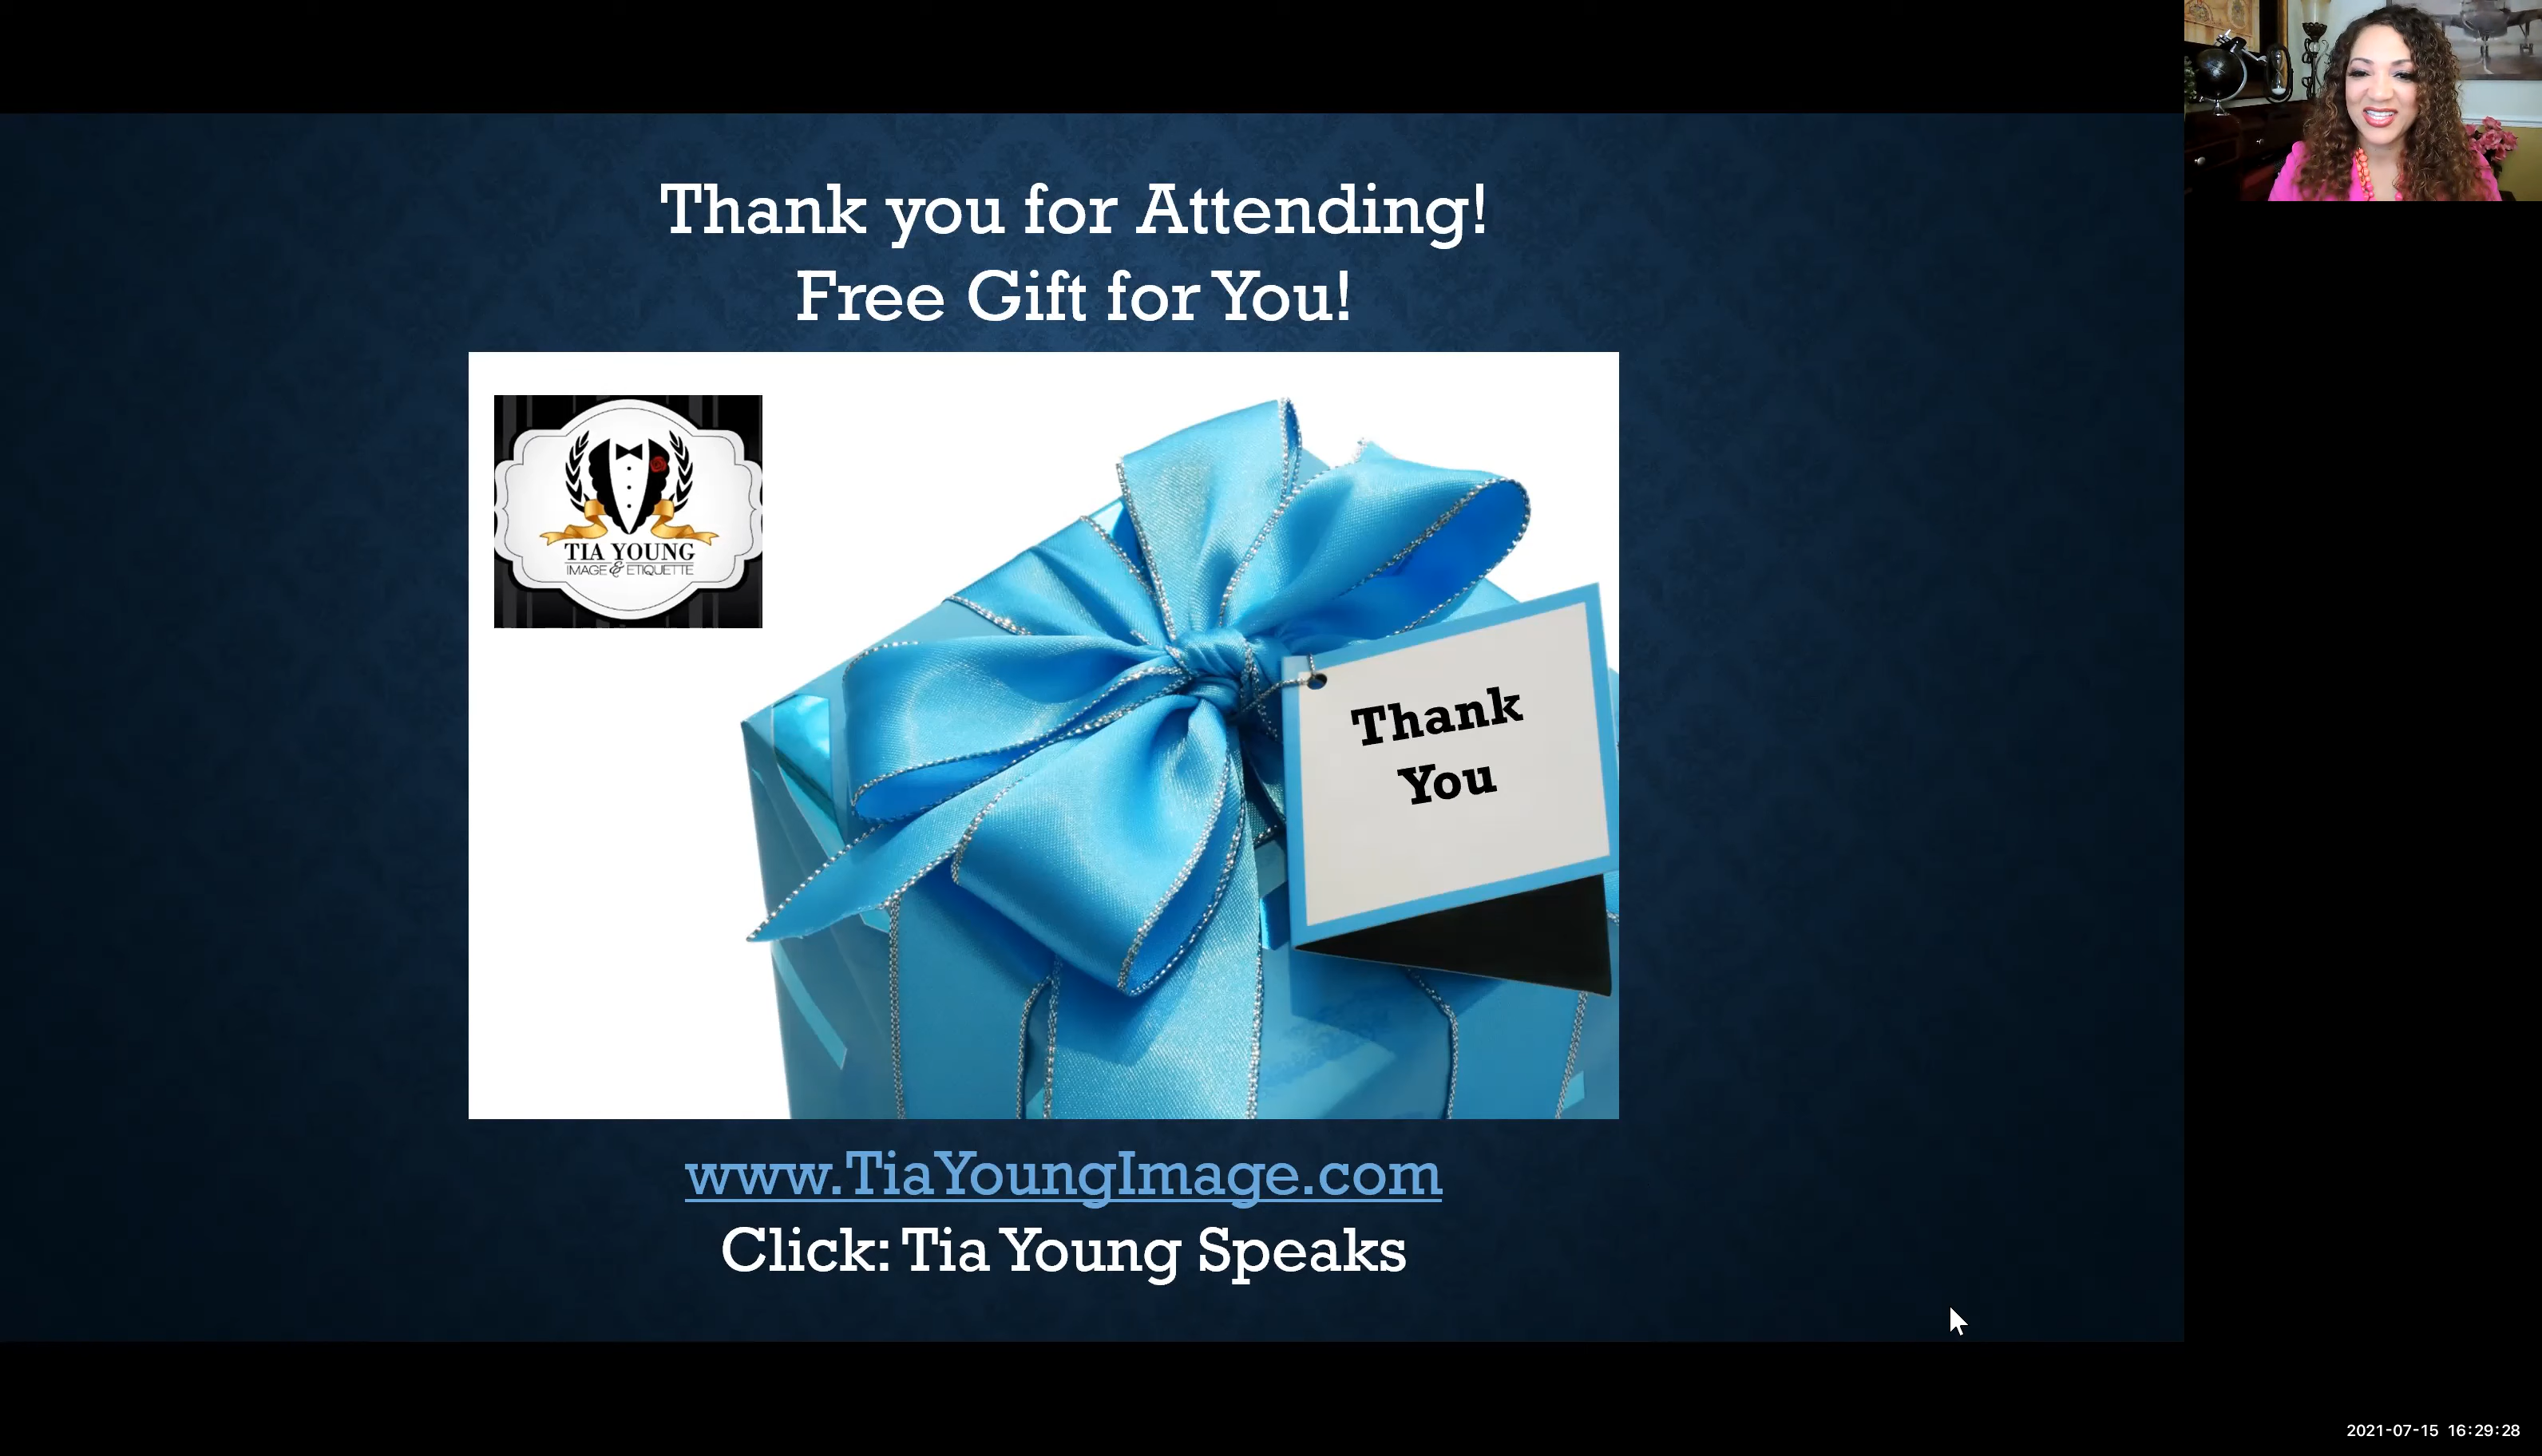 Thank you for Attending!
Free Gift for You!
TIA YOUNG
IMAGE & ETIQUETTE
Thank
You
www.TiaYoungImage.com
Click: Tia Young Speaks
2021-07-15 16:29:28